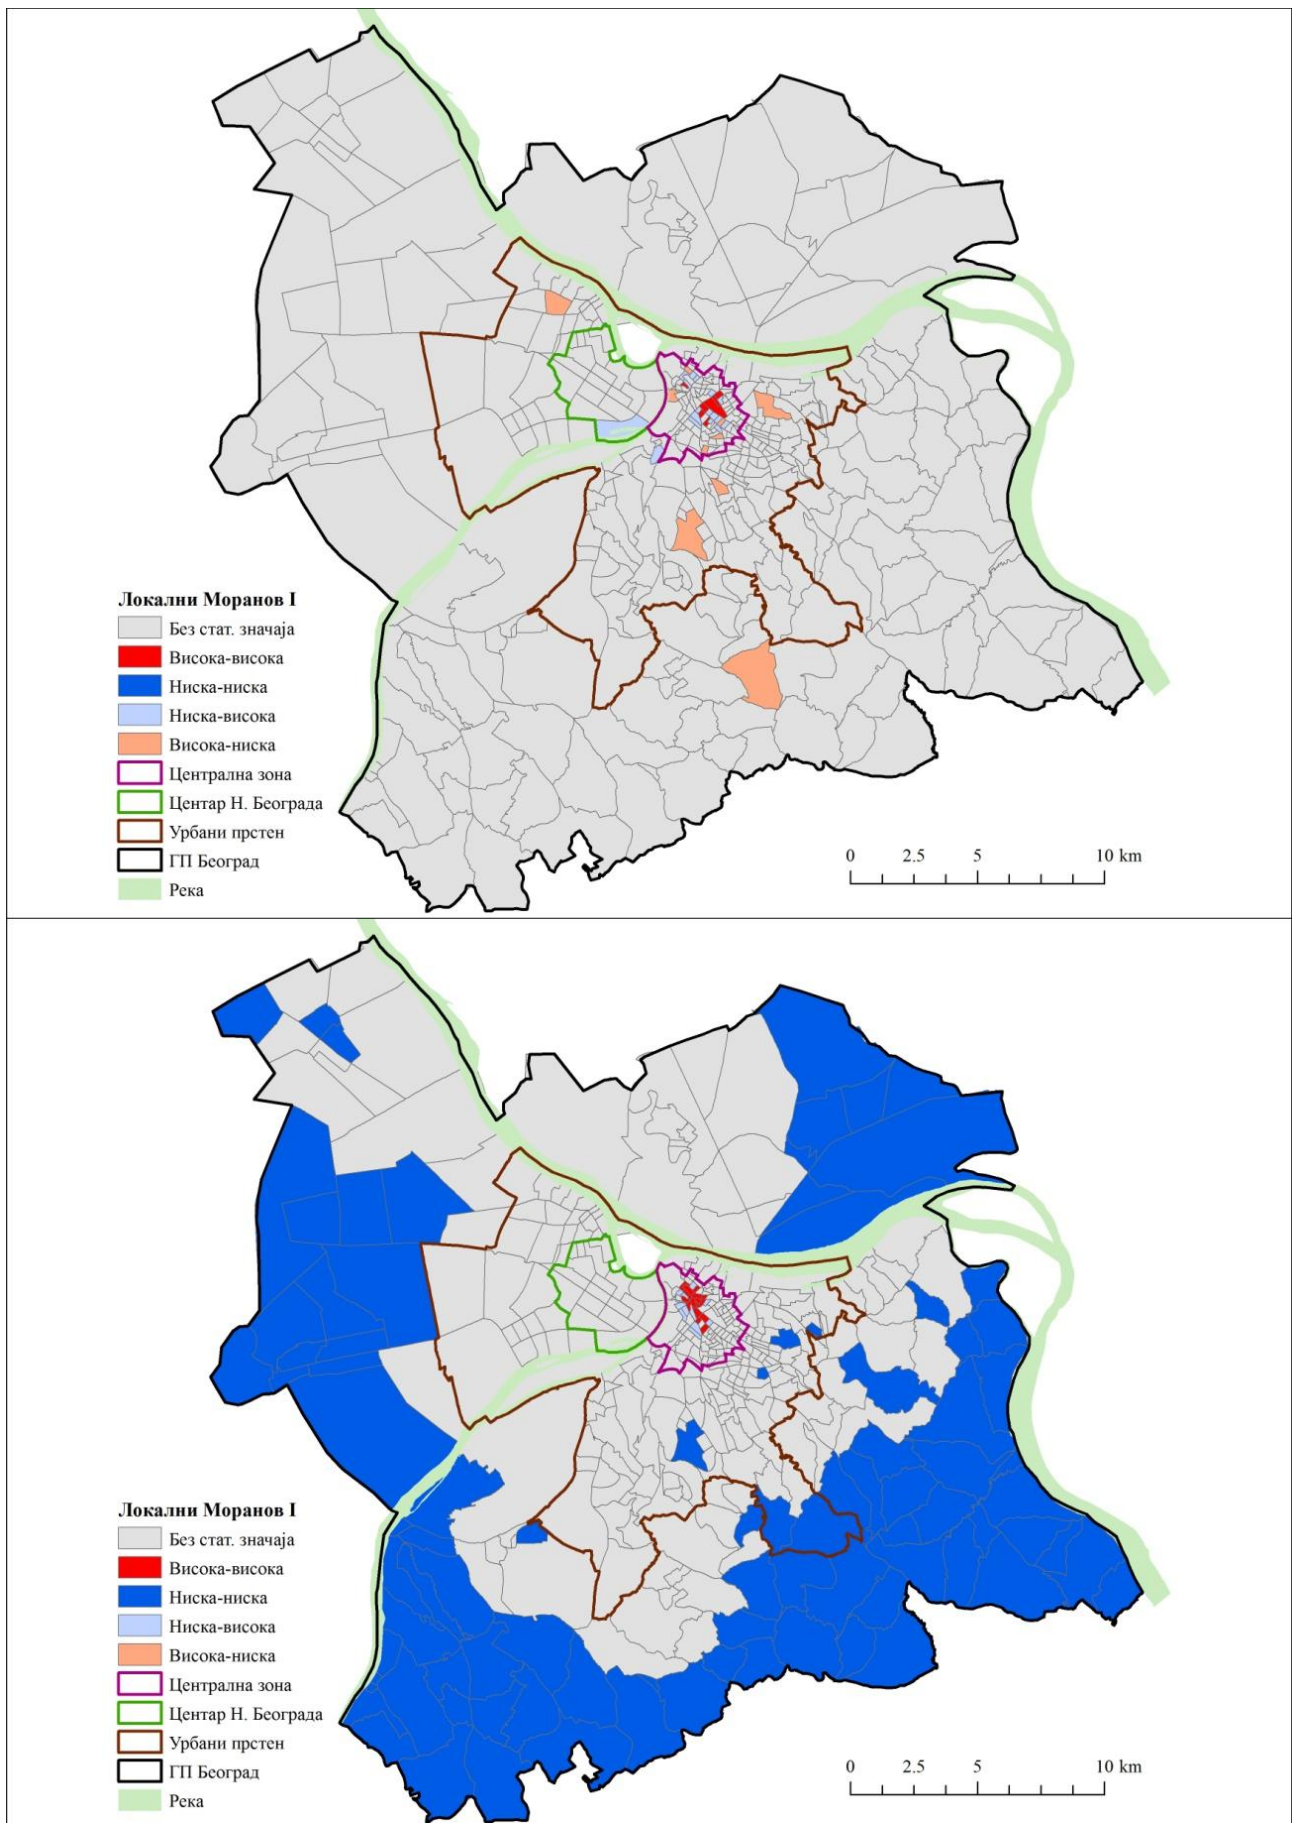 Локални Моранов I
Без стат. значаја
Висока-висока
Ниска-ниска
Ниска-висока
Висока-ниска
Централна зона
Центар Н. Београда
Урбани прстен
ГП Београд
Река
0 2.5 5 10 km
Локални Моранов I
Без стат. значаја
Висока-висока
Ниска-ниска
Ниска-висока
Висока-ниска
Централна зона
Центар Н. Београда
Урбани прстен
ГП Београд
Река
0 2.5 5 10 km